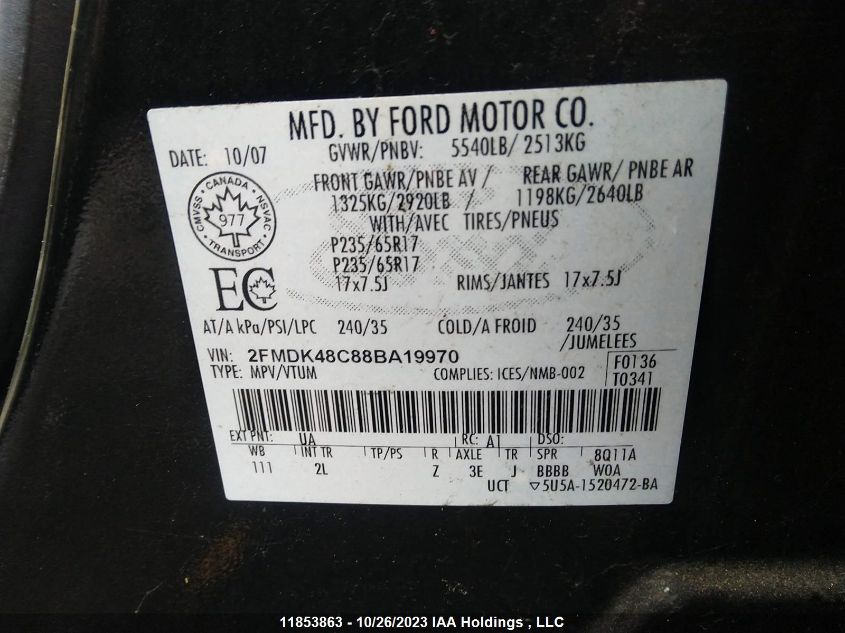 MFD. BY FORD MOTOR CO.
DATE: 10/07 GVWR/PNBV: 5540LB/ 2513KG
FRONT GAWR/PNBE AV / REAR GAWR/ PNBE AR
1325KG/2920LB / 1198KG/2640LB
WITH/AVEC TIRES/PNEUS
P235/65R17
P235/65R17
17x7.5J RIMS/JANTES 17x7.5J
CMVSS • CANADA • NSVAC • TRANSPORT •
977
EC
AT/A kPa/PSI/LPC 240/35 COLD/A FROID 240/35
/JUMELEES
VIN: 2FMDK48C88BA19970 F0136
TYPE: MPV/VTUM COMPLIES: ICES/NMB-002 T0341
EXT PNT: UA RC: A1 DSO:
WB INT TR TP/PS R AXLE TR SPR 8Q11A
111 2L Z 3E J BBBB WOA
UCT ▽5U5A-1520472-BA
11853863 - 10/26/2023 IAA Holdings , LLC